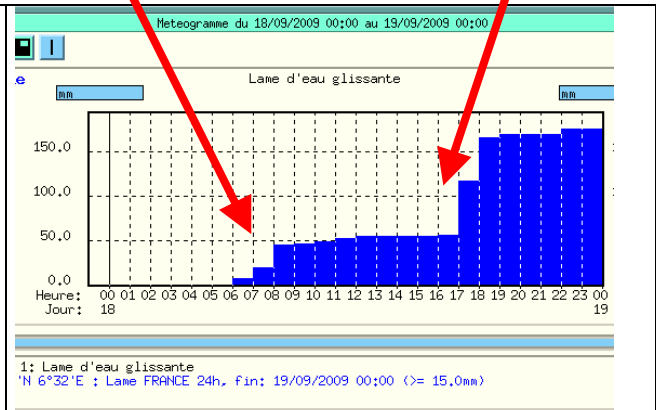 Meteogramme du 18/09/2009 00:00 au 19/09/2009 00:00
e
Lame d'eau glissante
mm mm
150.0
100.0
50.0
0.0
Heure: 00 01 02 03 04 05 06 07 08 09 10 11 12 13 14 15 16 17 18 19 20 21 22 23 00
Jour: 18 19
1: Lame d'eau glissante
'N 6°32'E : Lame FRANCE 24h, fin: 19/09/2009 00:00 (>= 15.0mm)